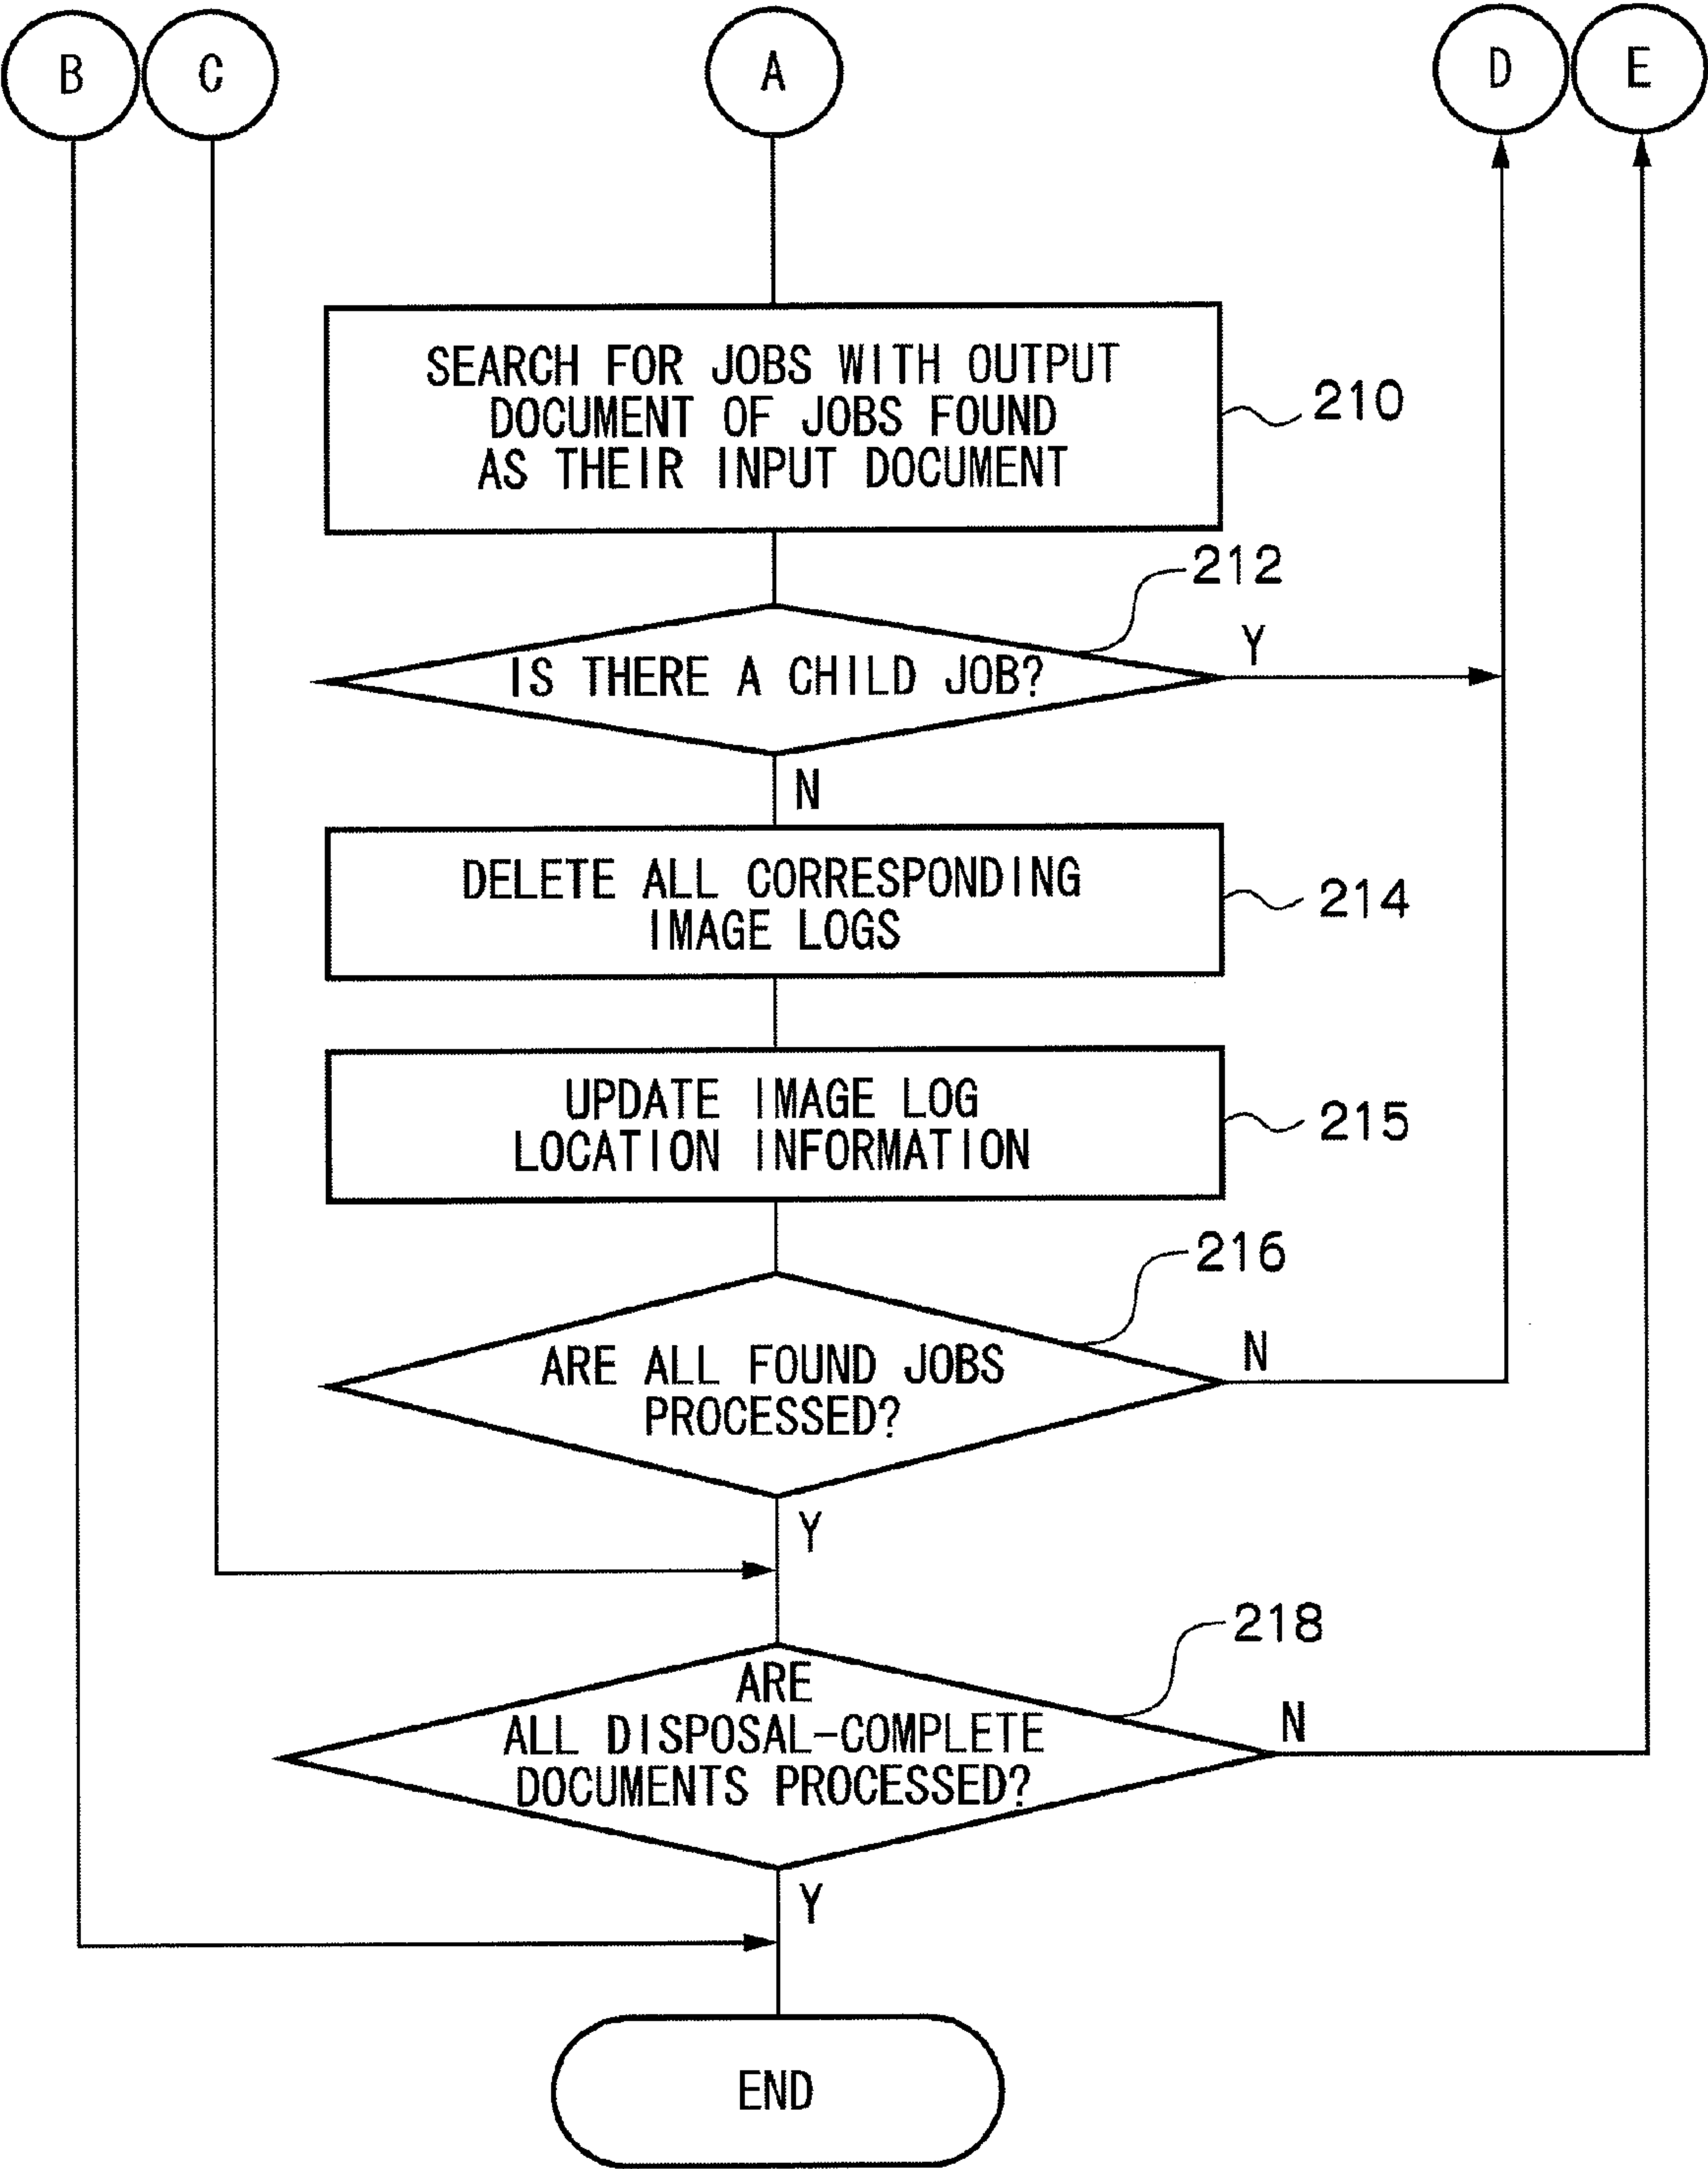 B
C
A
D
E
SEARCH FOR JOBS WITH OUTPUT
DOCUMENT OF JOBS FOUND
AS THEIR INPUT DOCUMENT
210
212
IS THERE A CHILD JOB?
Y
N
DELETE ALL CORRESPONDING
IMAGE LOGS
214
UPDATE IMAGE LOG
LOCATION INFORMATION
215
216
ARE ALL FOUND JOBS
PROCESSED?
N
Y
218
ARE
ALL DISPOSAL-COMPLETE
DOCUMENTS PROCESSED?
N
Y
END